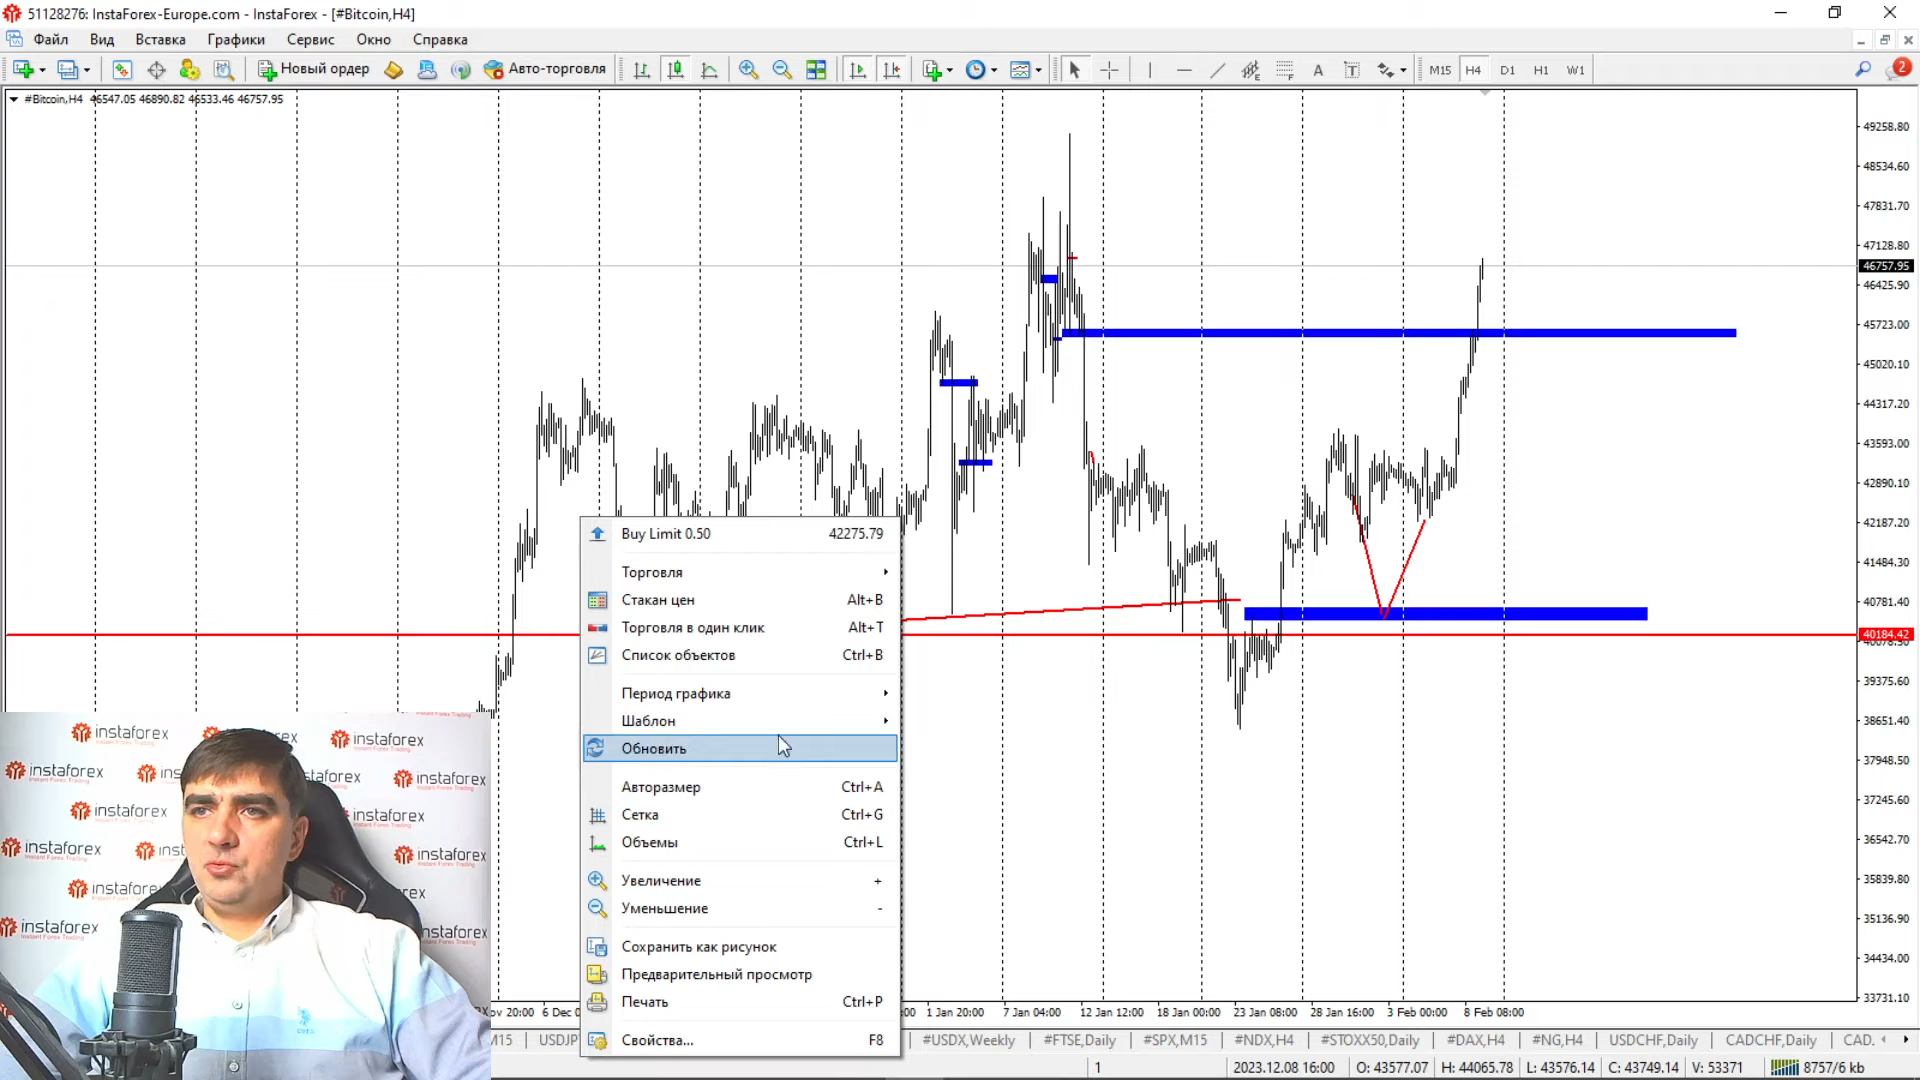 51128276: InstaForex-Europe.com - InstaForex - [#Bitcoin,H4]
Файл Вид Вставка Графики Сервис Окно Справка
Новый ордер Авто-торговля A T M15 H4 D1 H1 W1 2
#Bitcoin,H4 46547.05 46890.82 46533.46 46757.95
49258.80
48534.60
47831.70
47128.80
46757.95
46425.90
45723.00
45020.10
44317.20
43593.00
42890.10
42187.20
41484.30
40781.40
40184.42
39375.60
38651.40
37948.50
37245.60
36542.70
35839.80
35136.90
34434.00
33731.10
Buy Limit 0.50 42275.79
Торговля
Стакан цен Alt+B
Торговля в один клик Alt+T
Список объектов Ctrl+B
Период графика
Шаблон
Обновить
Авторазмер Ctrl+A
Сетка Ctrl+G
Объемы Ctrl+L
Увеличение +
Уменьшение -
Сохранить как рисунок
Предварительный просмотр
Печать Ctrl+P
Свойства... F8
instaforex
Instant Forex Trading
1 Jan 20:00 7 Jan 04:00 12 Jan 12:00 18 Jan 00:00 23 Jan 08:00 28 Jan 16:00 3 Feb 00:00 8 Feb 08:00
M15 USDJP #USDX,Weekly #FTSE,Daily #SPX,M15 #NDX,H4 #STOXX50,Daily #DAX,H4 #NG,H4 USDCHF,Daily CADCHF,Daily CAD.
1 2023.12.08 16:00 O: 43577.07 H: 44065.78 L: 43576.14 C: 43749.14 V: 53371 8757/6 kb